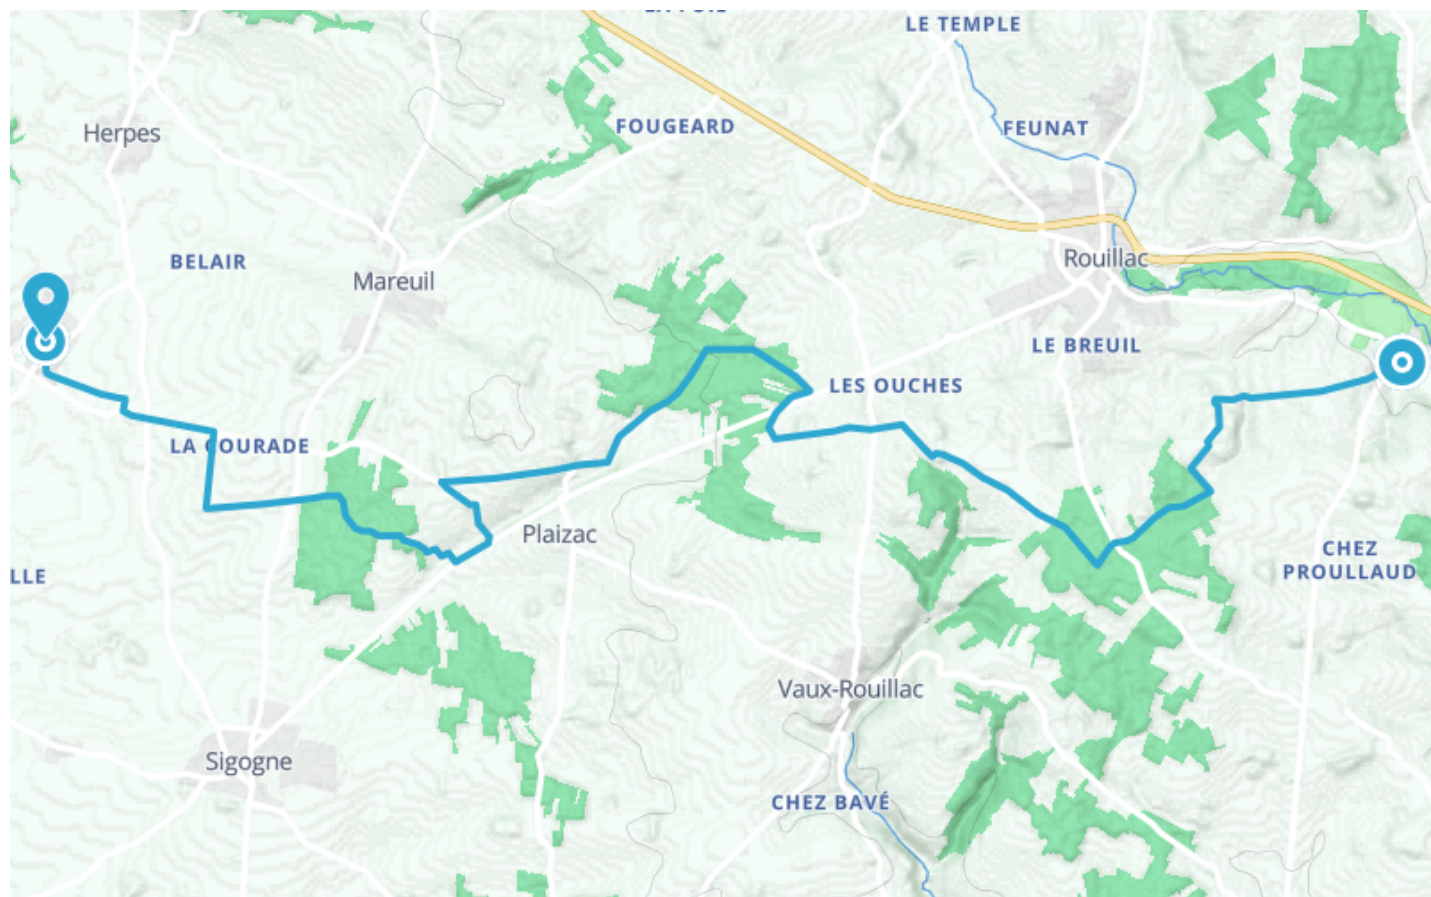 LE TEMPLE
FOUGEARD
FEUNAT
Herpes
BELAIR
Rouillac
Mareuil
LE BREUIL
LES OUCHES
LA COURADE
Plaizac
CHEZ
PROULLAUD
LLE
Vaux-Rouillac
Sigogne
CHEZ BAVÉ